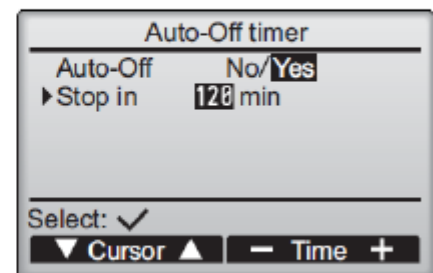 Auto-Off timer
Auto-Off No/Yes
▶Stop in 120 min
Select: ✓
▼ Cursor ▲ − Time +